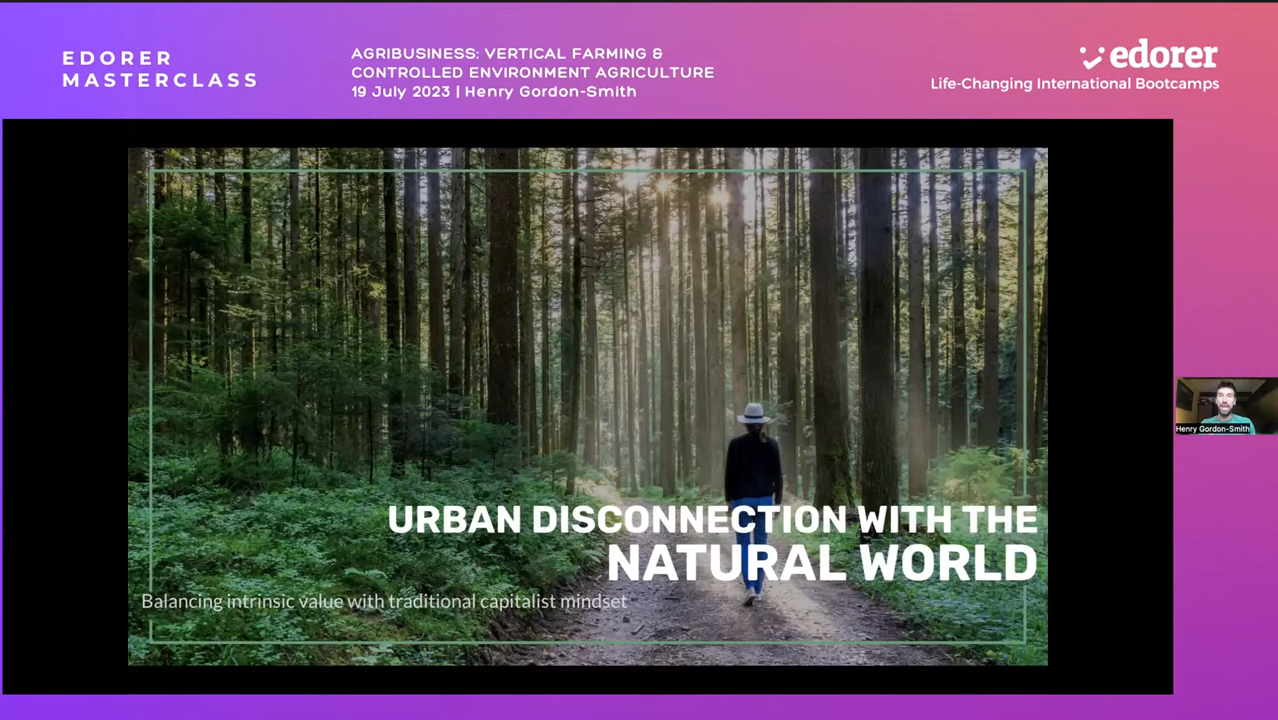 EDORER
MASTERCLASS
AGRIBUSINESS: VERTICAL FARMING &
CONTROLLED ENVIRONMENT AGRICULTURE
19 July 2023 | Henry Gordon-Smith
edorer
Life-Changing International Bootcamps
URBAN DISCONNECTION WITH THE
NATURAL WORLD
Balancing intrinsic value with traditional capitalist mindset
Henry Gordon-Smith